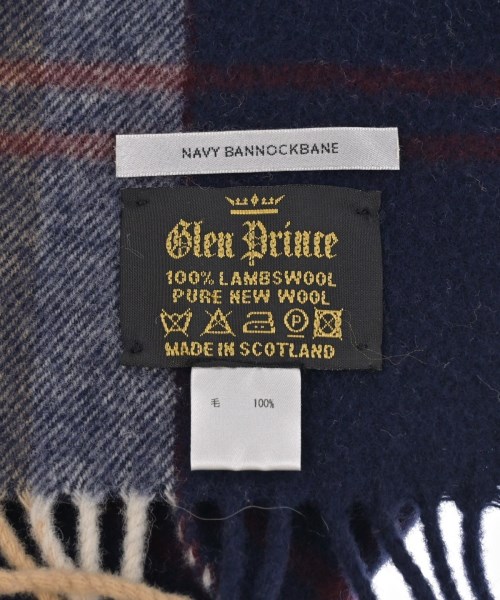 NAVY BANNOCKBANE
Glen Prince
100% LAMBSWOOL
PURE NEW WOOL
P
MADE IN SCOTLAND
毛 100%